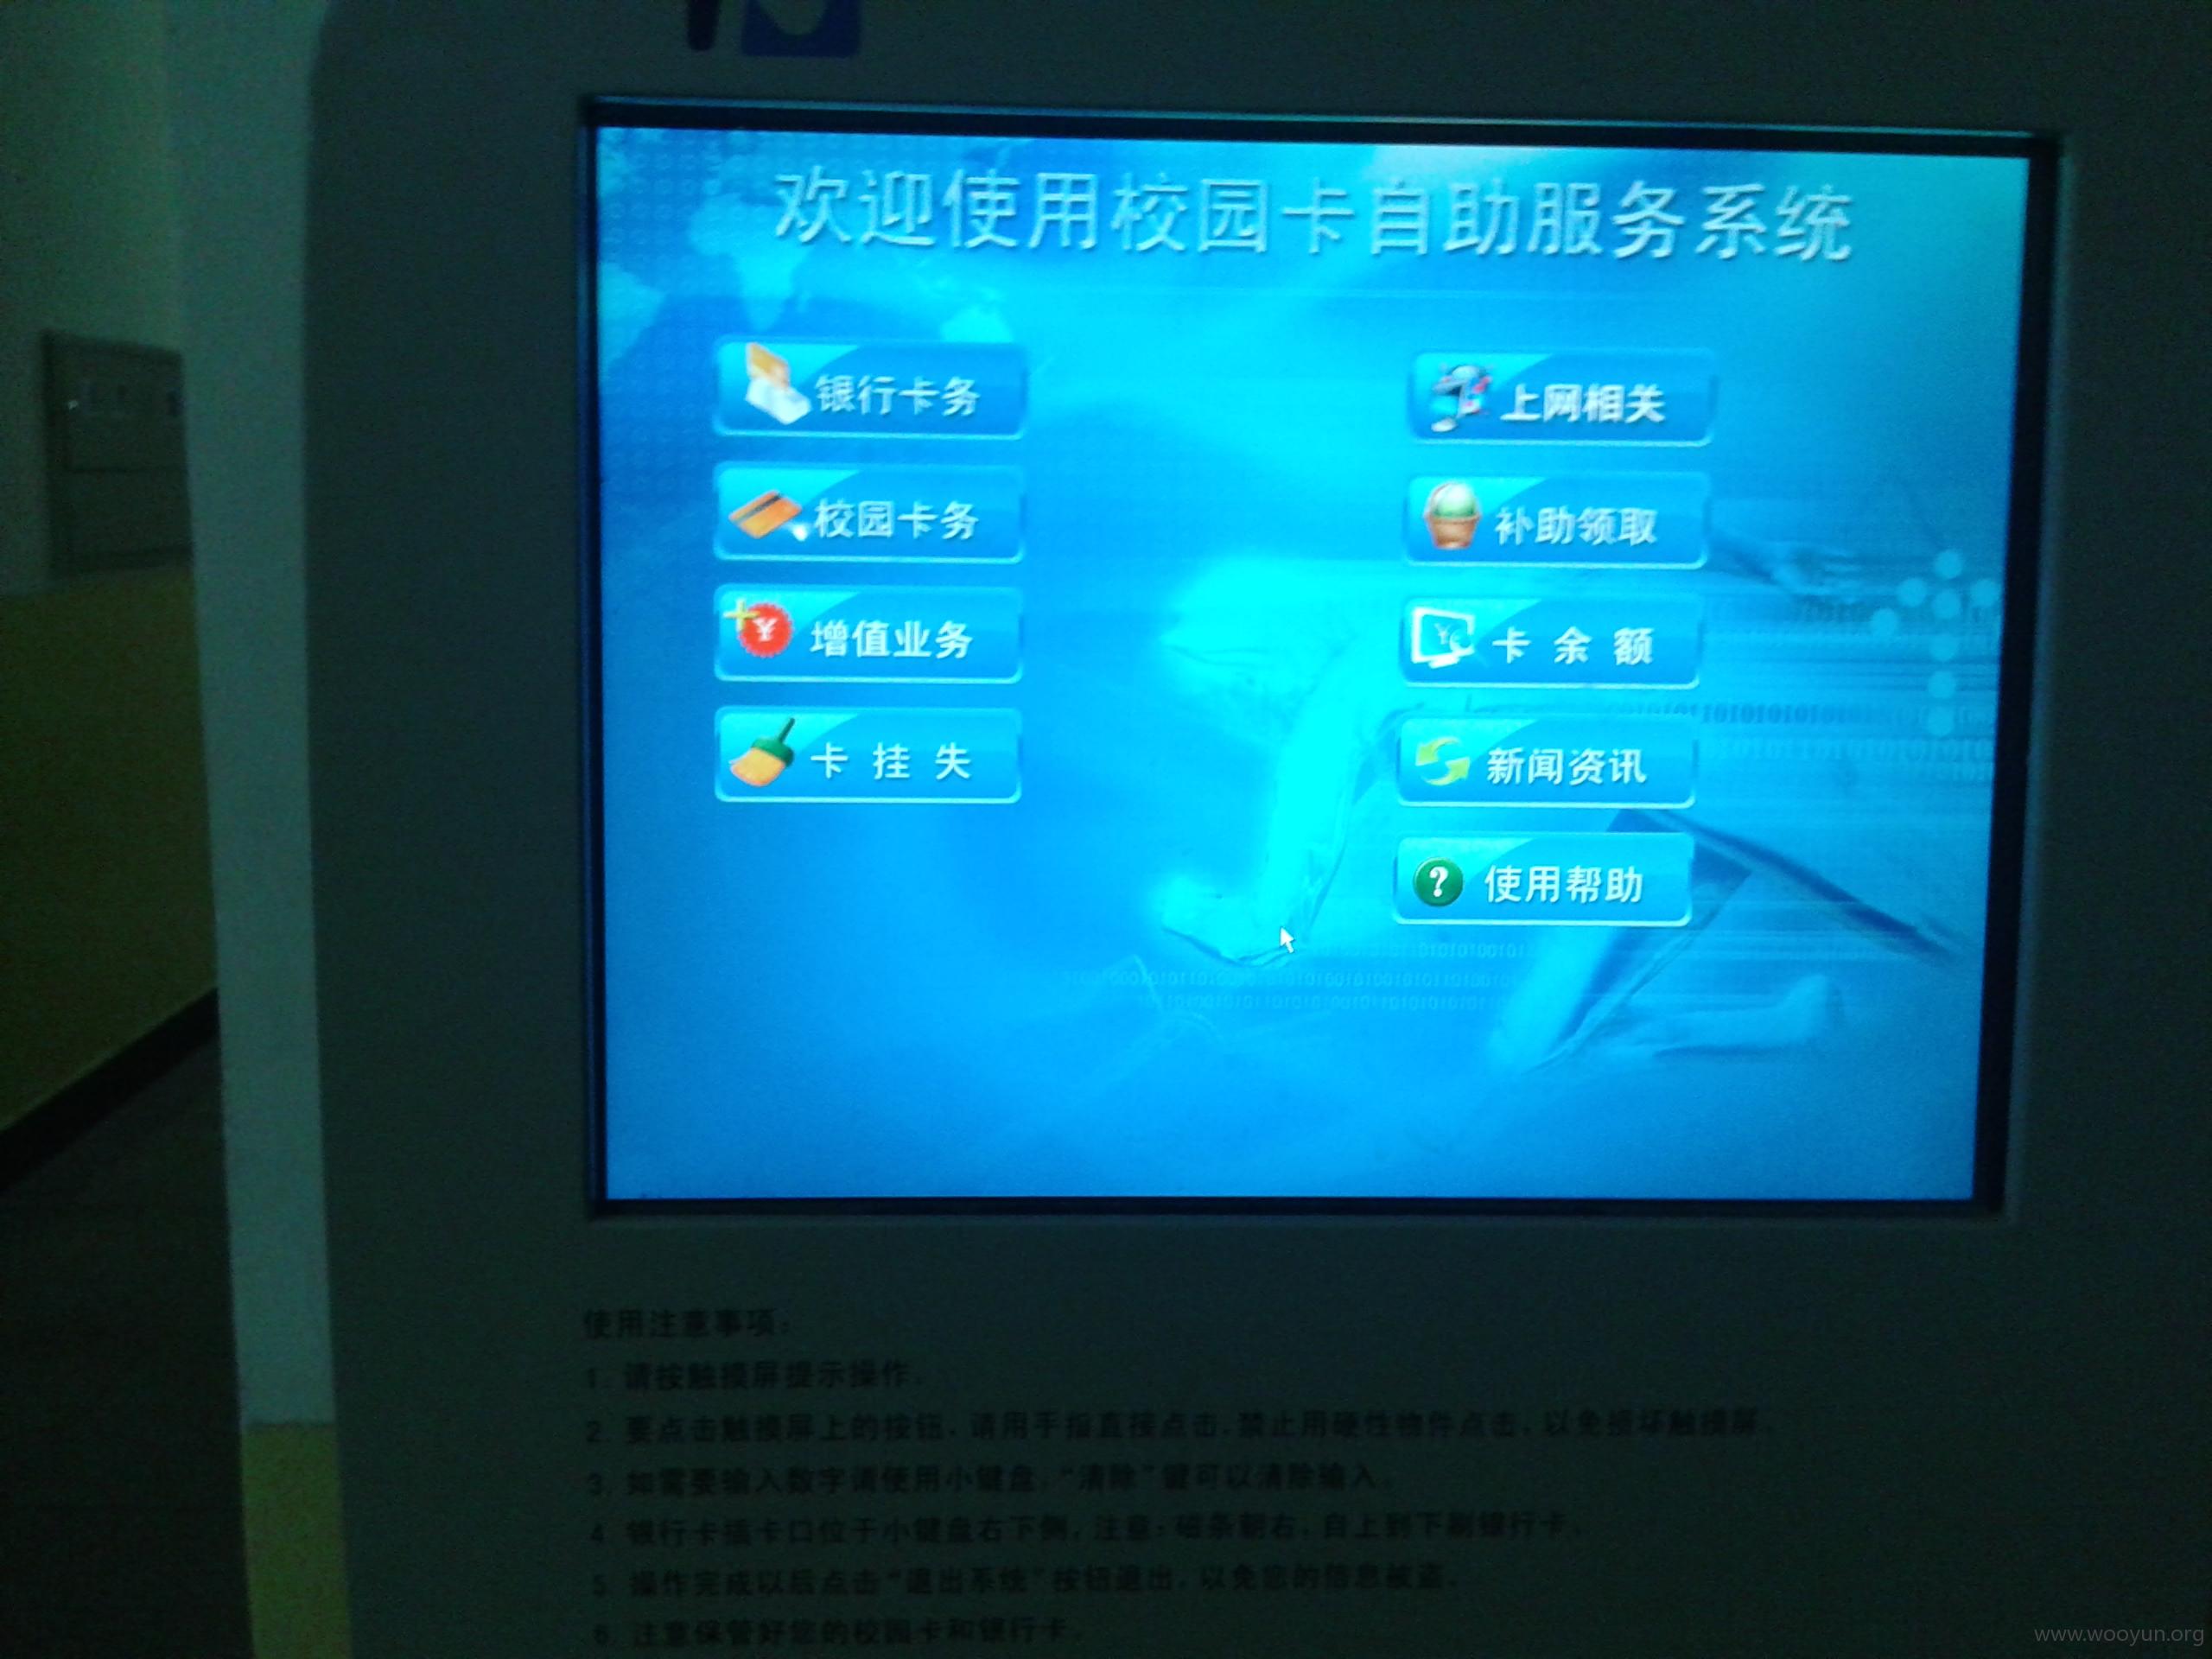 欢迎使用校园卡自助服务系统
银行卡务
上网相关
校园卡务
补助领取
增值业务
卡余额
卡挂失
新闻资讯
使用帮助
使用注意事项:
1. 请按触摸屏提示操作。
2. 要点击触摸屏上的按钮，请用手指直接点击，禁止用硬性物件点击，以免损坏触摸屏。
3. 如需要输入数字请使用小键盘，“清除”键可以清除输入。
4. 银行卡插卡口位于小键盘右下侧，注意：磁条朝右，自上到下刷银行卡。
5. 操作完成以后点击“退出系统”按钮退出，以免您的信息被盗。
6. 注意保管好您的校园卡和银行卡。
www.wooyun.org